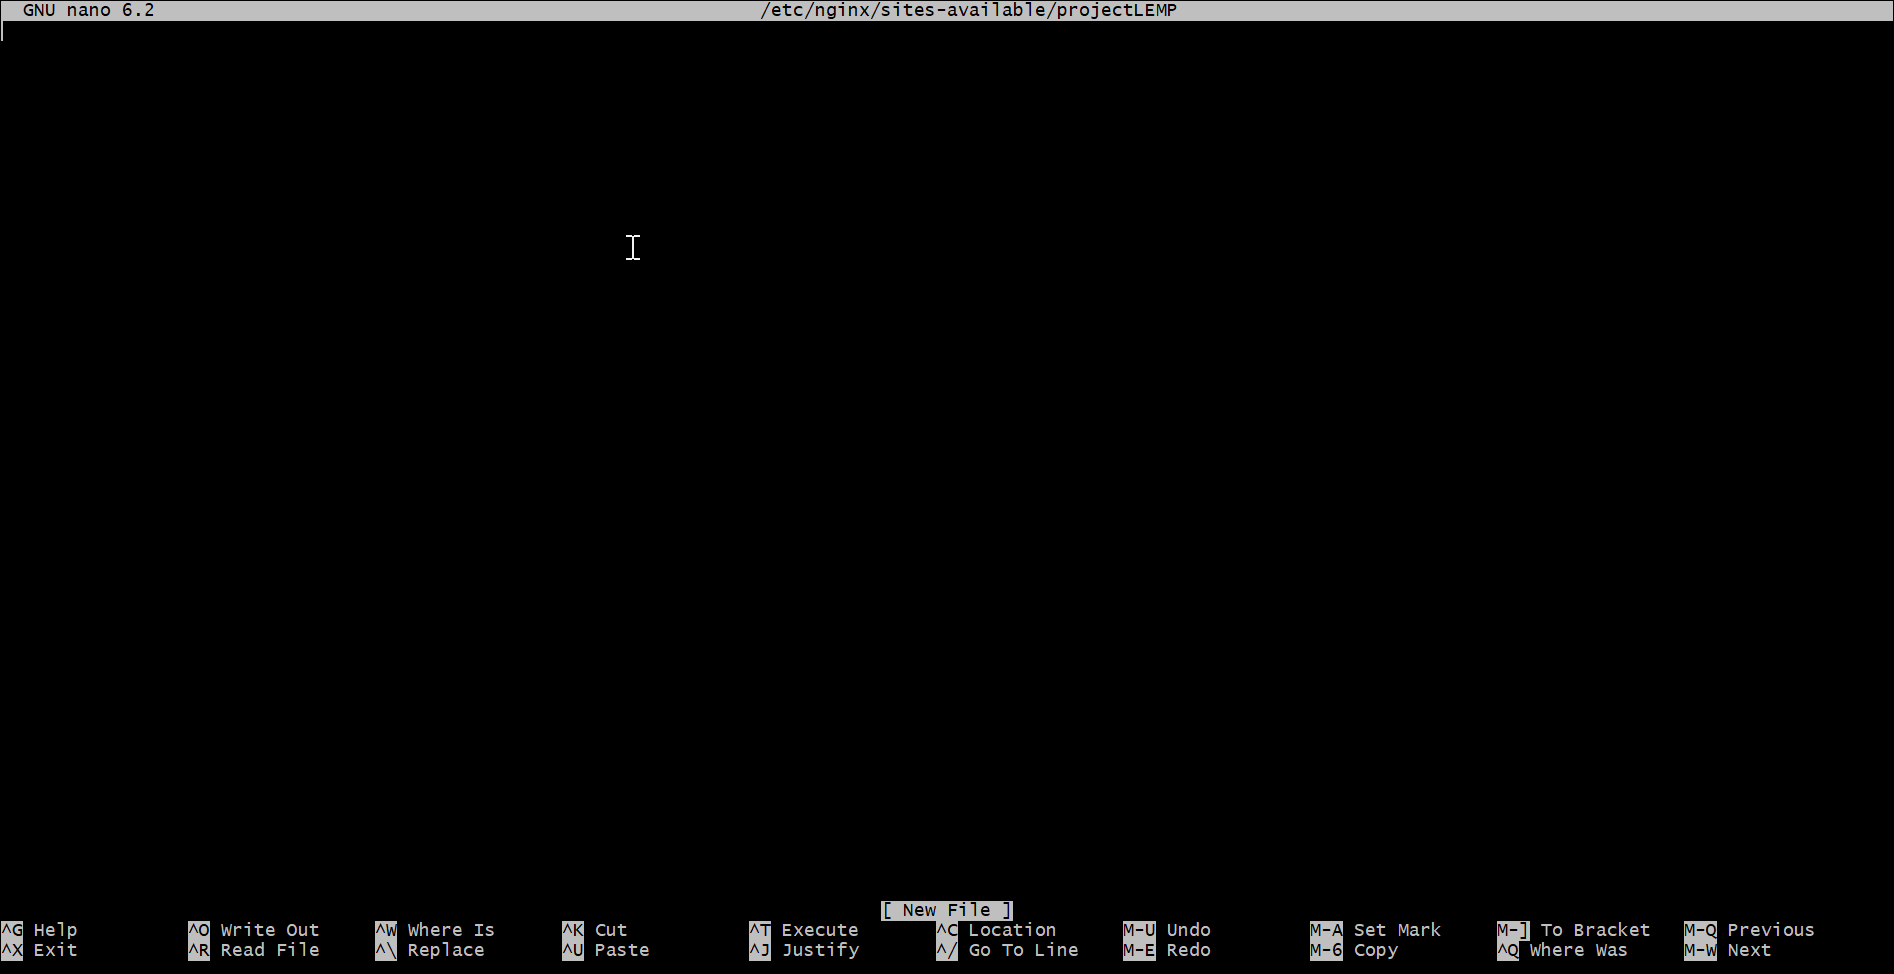 GNU nano 6.2 /etc/nginx/sites-available/projectLEMP
[ New File ]
^G Help ^O Write Out ^W Where Is ^K Cut ^T Execute ^C Location M-U Undo M-A Set Mark M-] To Bracket M-Q Previous
^X Exit ^R Read File ^\ Replace ^U Paste ^J Justify ^/ Go To Line M-E Redo M-6 Copy ^Q Where Was M-W Next